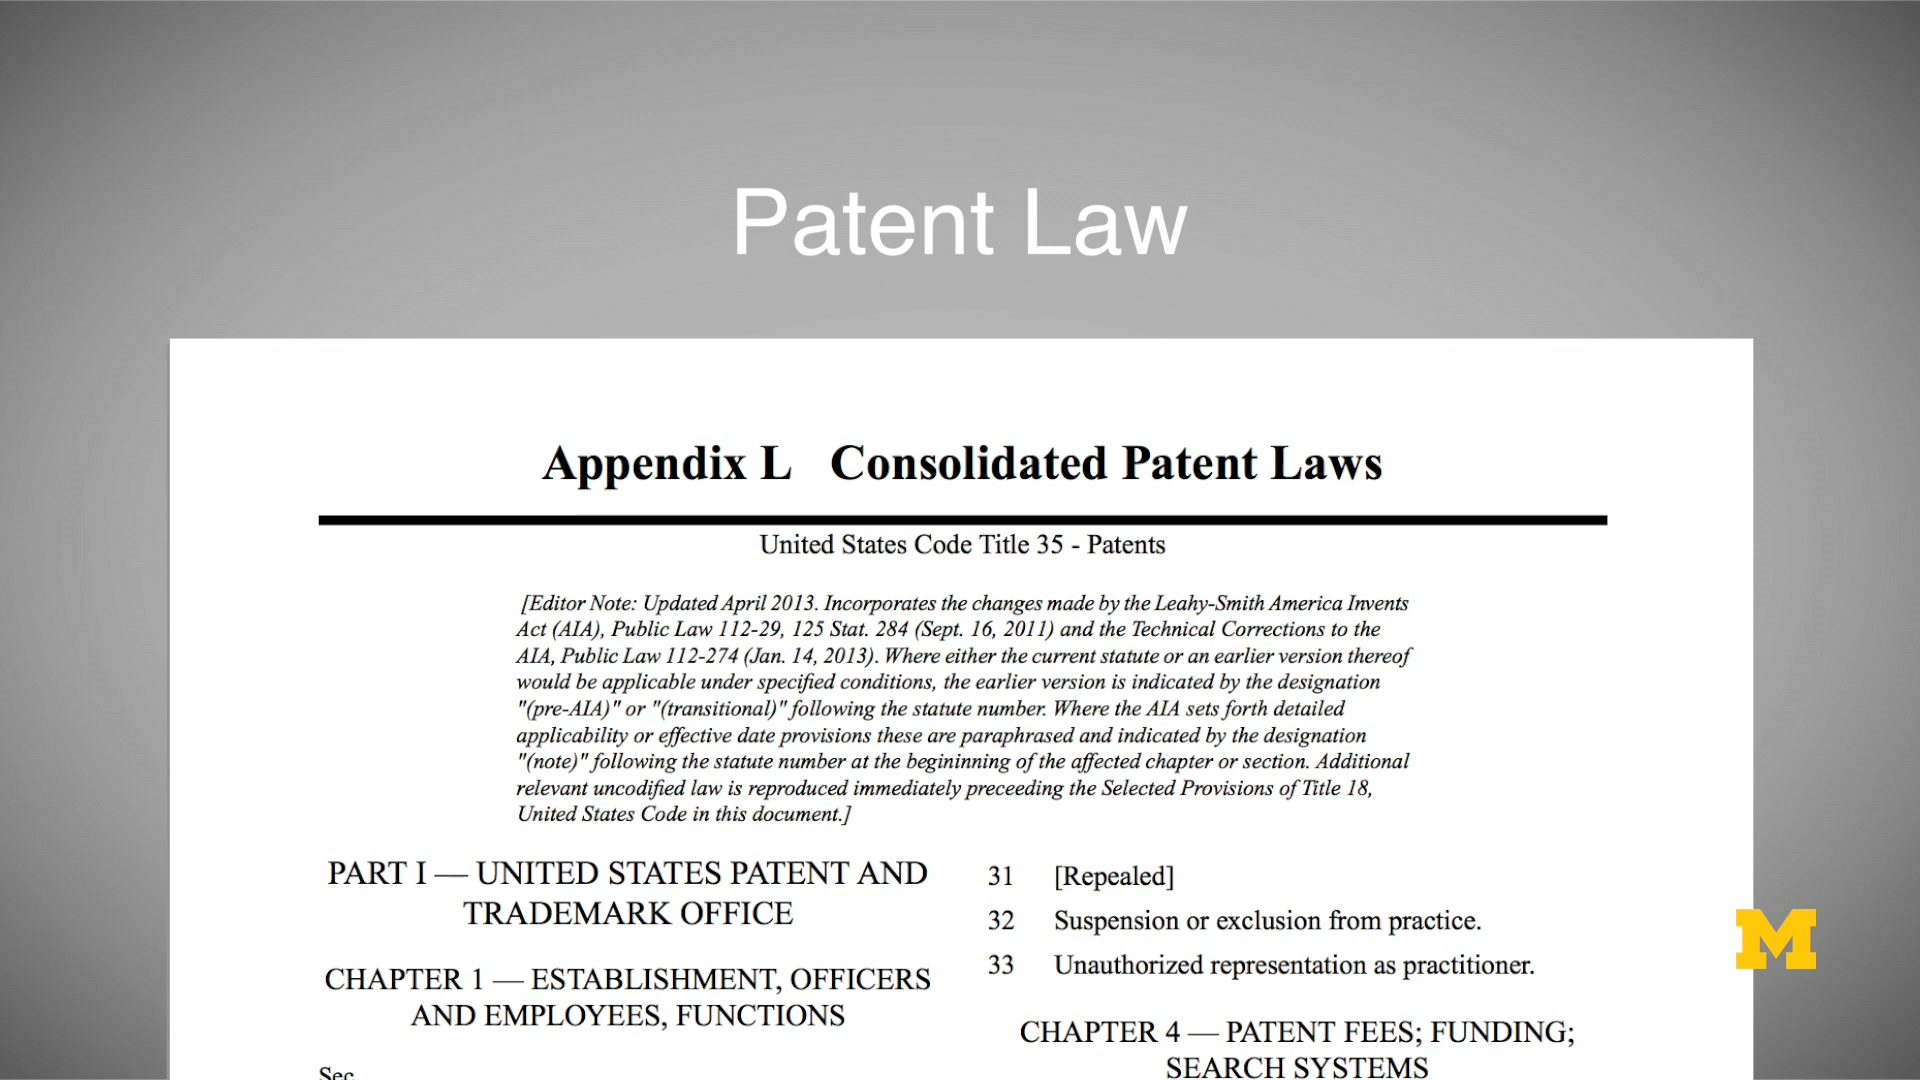 Patent Law
Appendix L Consolidated Patent Laws
United States Code Title 35 - Patents
[Editor Note: Updated April 2013. Incorporates the changes made by the Leahy-Smith America Invents
Act (AIA), Public Law 112-29, 125 Stat. 284 (Sept. 16, 2011) and the Technical Corrections to the
AIA, Public Law 112-274 (Jan. 14, 2013). Where either the current statute or an earlier version thereof
would be applicable under specified conditions, the earlier version is indicated by the designation
"(pre-AIA)" or "(transitional)" following the statute number. Where the AIA sets forth detailed
applicability or effective date provisions these are paraphrased and indicated by the designation
"(note)" following the statute number at the begininning of the affected chapter or section. Additional
relevant uncodified law is reproduced immediately preceeding the Selected Provisions of Title 18,
United States Code in this document.]
PART I — UNITED STATES PATENT AND
TRADEMARK OFFICE
CHAPTER 1 — ESTABLISHMENT, OFFICERS
AND EMPLOYEES, FUNCTIONS
Sec.
31 [Repealed]
32 Suspension or exclusion from practice.
33 Unauthorized representation as practitioner.
CHAPTER 4 — PATENT FEES; FUNDING;
SEARCH SYSTEMS
M